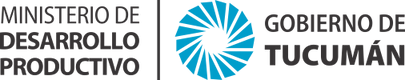 MINISTERIO DE
DESARROLLO
PRODUCTIVO
GOBIERNO DE
TUCUMÁN